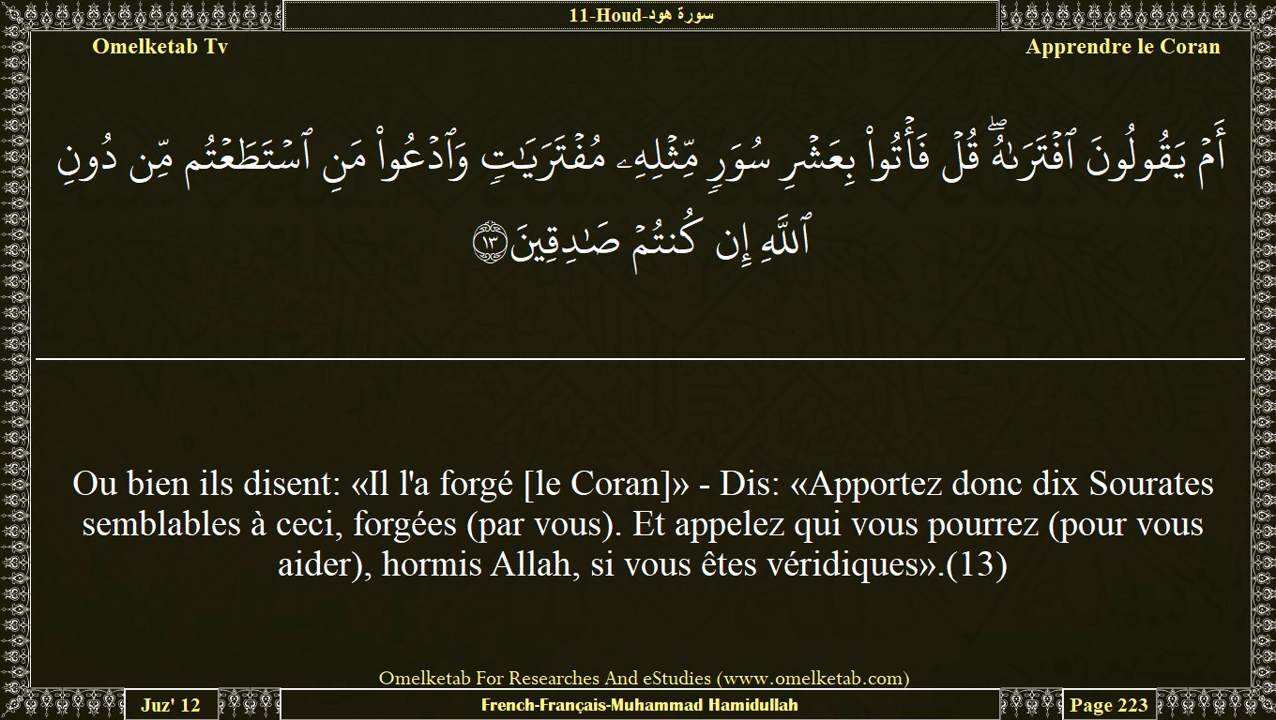 11-Houd-سورة هود
Omelketab Tv
Apprendre le Coran
أَمۡ يَقُولُونَ ٱفۡتَرَىٰهُۖ قُلۡ فَأۡتُواْ بِعَشۡرِ سُوَرٖ مِّثۡلِهِۦ مُفۡتَرَيَٰتٖ وَٱدۡعُواْ مَنِ ٱسۡتَطَعۡتُم مِّن دُونِ
ٱللَّهِ إِن كُنتُمۡ صَٰدِقِينَ ١٣
Ou bien ils disent: «Il l'a forgé [le Coran]» - Dis: «Apportez donc dix Sourates
semblables à ceci, forgées (par vous). Et appelez qui vous pourrez (pour vous
aider), hormis Allah, si vous êtes véridiques».(13)
Omelketab For Researches And eStudies (www.omelketab.com)
Juz' 12
French-Français-Muhammad Hamidullah
Page 223